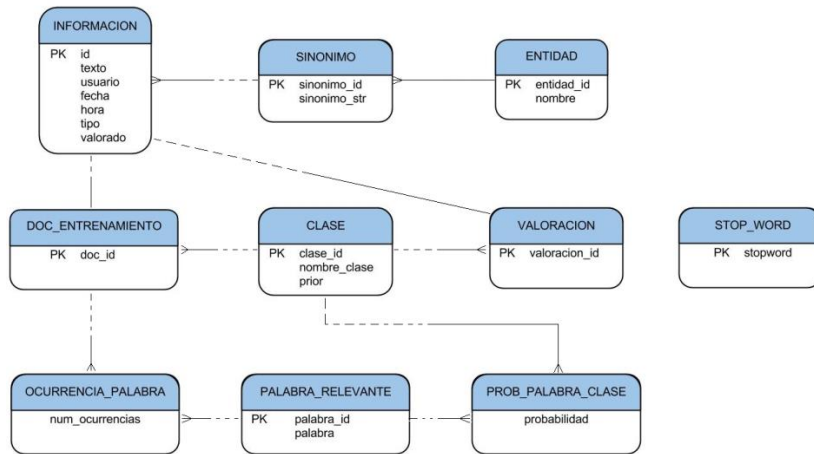 INFORMACION
PK id
texto
usuario
fecha
hora
tipo
valorado
SINONIMO
PK sinonimo_id
sinonimo_str
ENTIDAD
PK entidad_id
nombre
DOC_ENTRENAMIENTO
PK doc_id
CLASE
PK clase_id
nombre_clase
prior
VALORACION
PK valoracion_id
STOP_WORD
PK stopword
OCURRENCIA_PALABRA
num_ocurrencias
PALABRA_RELEVANTE
PK palabra_id
palabra
PROB_PALABRA_CLASE
probabilidad